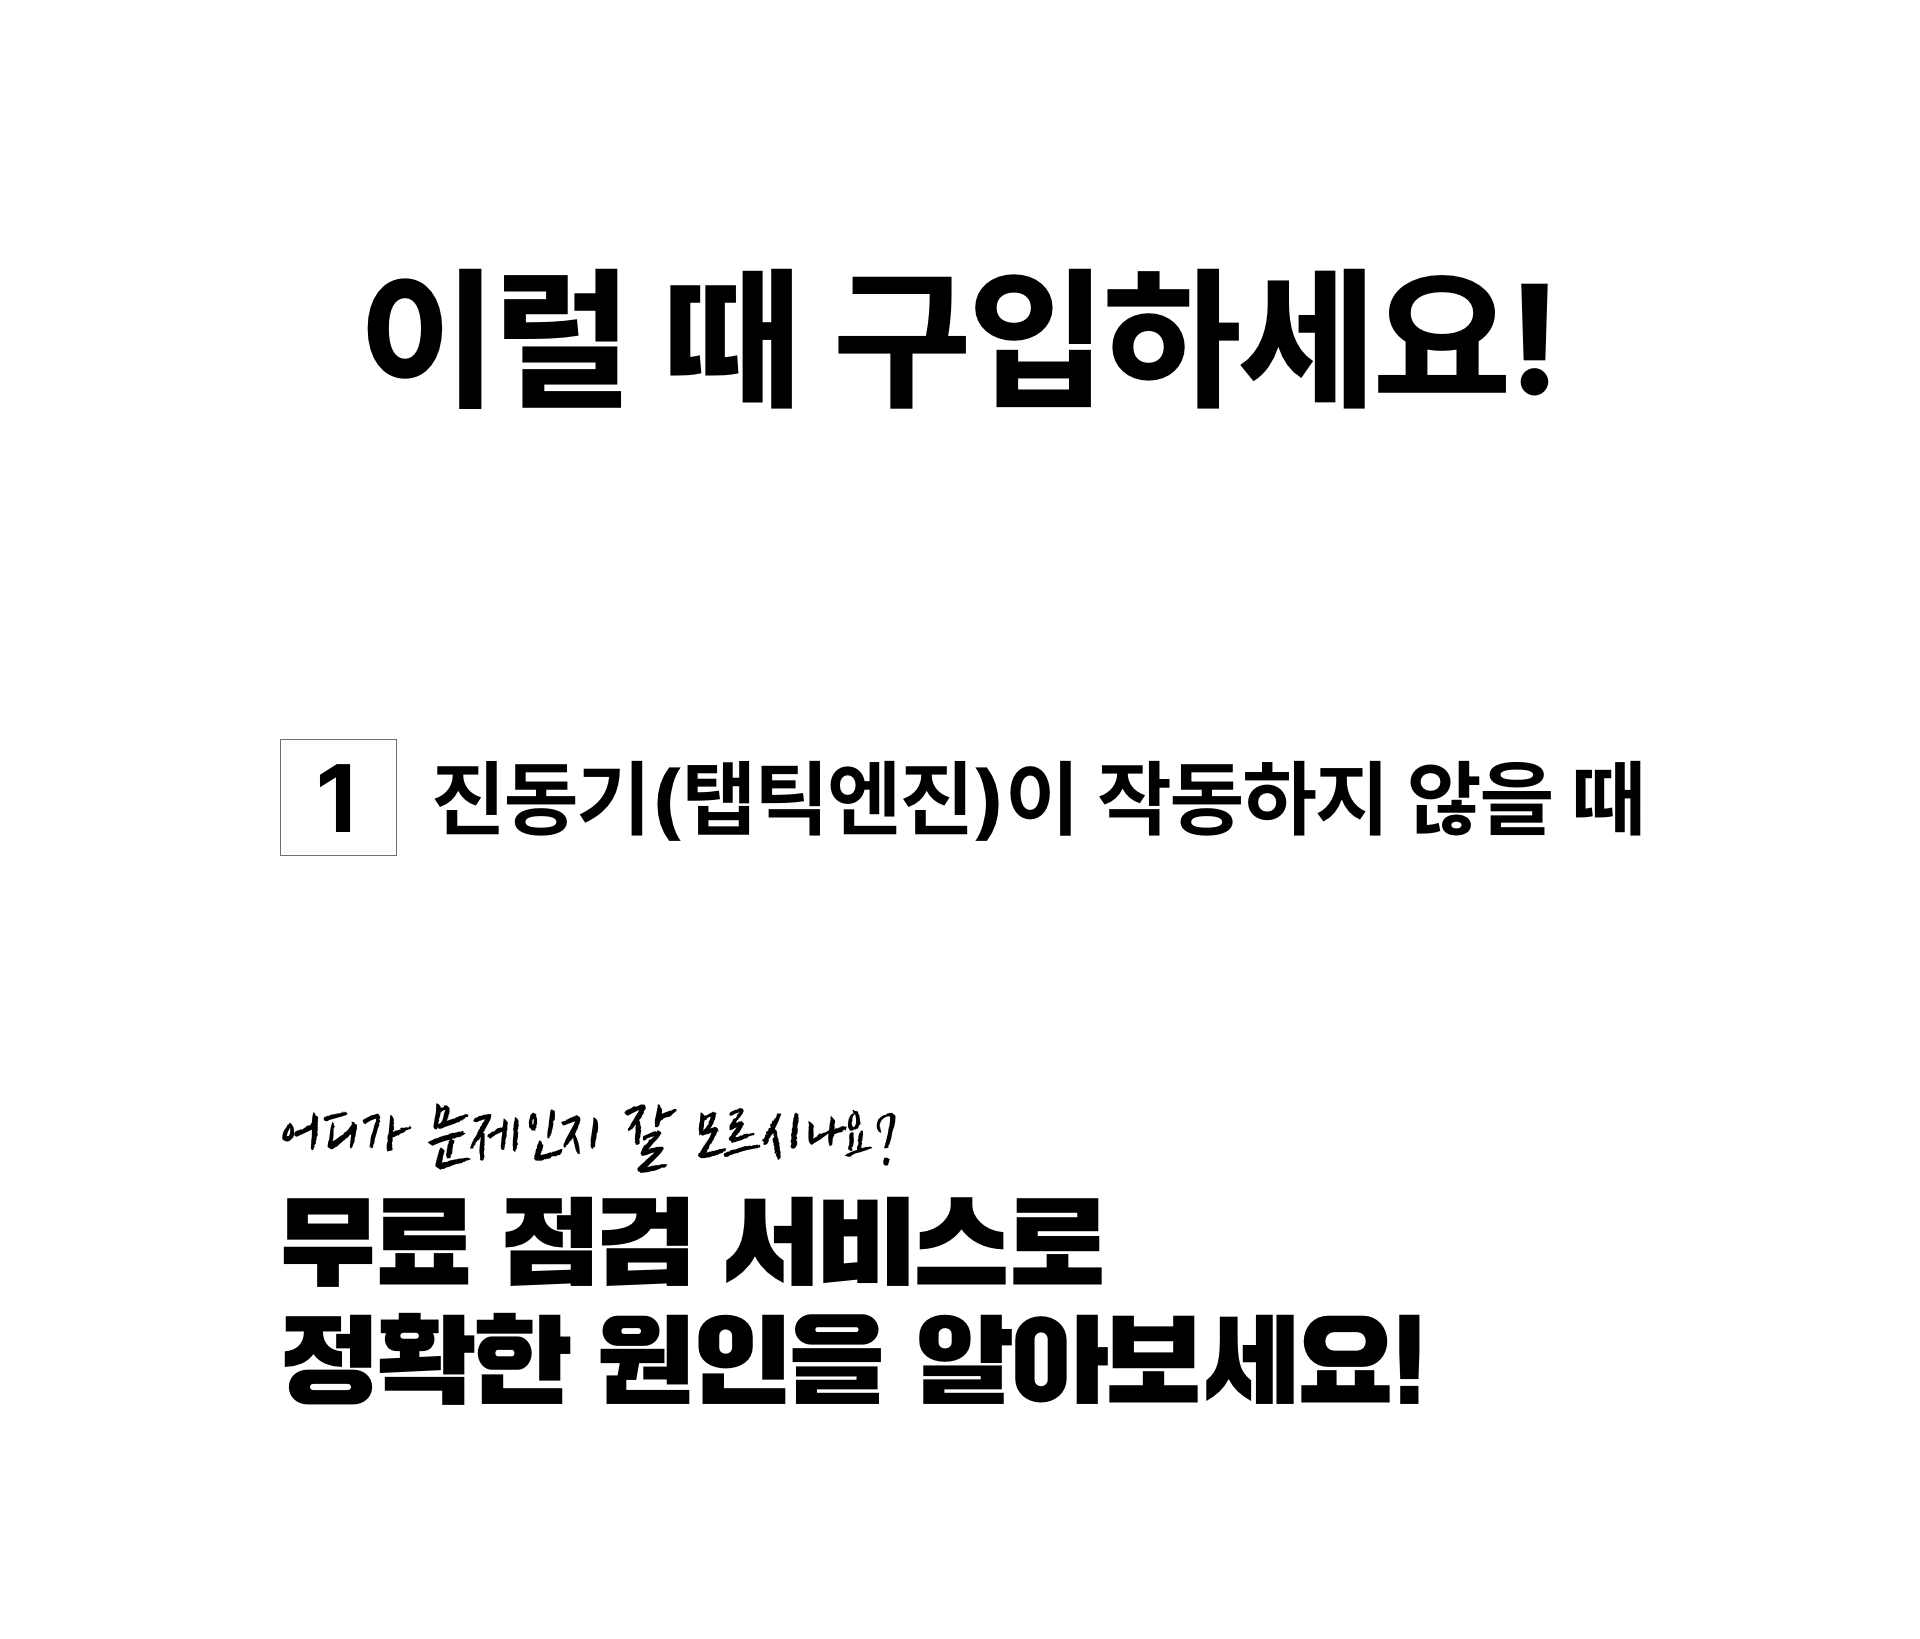 이럴 때 구입하세요!
1 진동기(탭틱엔진)이 작동하지 않을 때
어디가 문제인지 잘 모르시나요?
무료 점검 서비스로
정확한 원인을 알아보세요!